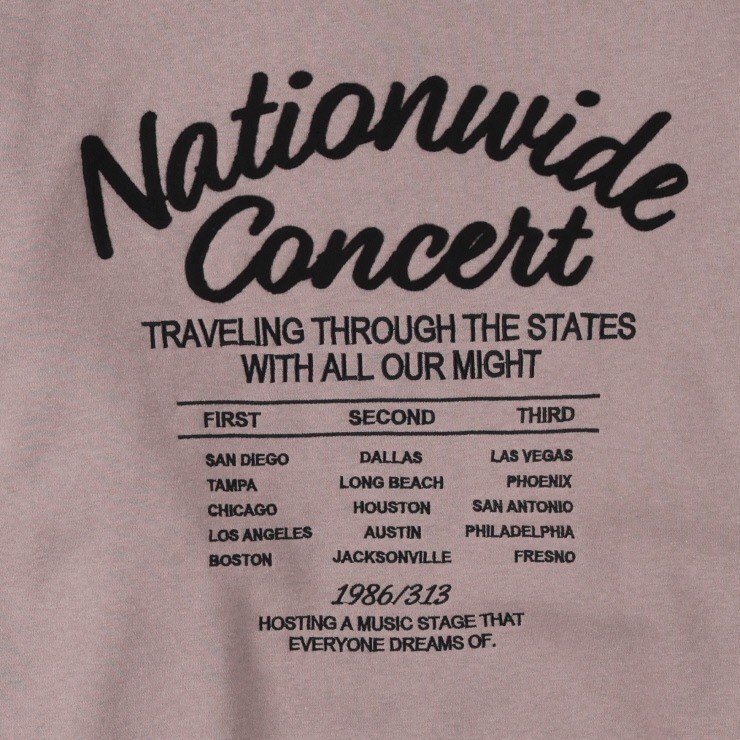 Nationwide
Concert
TRAVELING THROUGH THE STATES
WITH ALL OUR MIGHT
FIRST SECOND THIRD
SAN DIEGO DALLAS LAS VEGAS
TAMPA LONG BEACH PHOENIX
CHICAGO HOUSTON SAN ANTONIO
LOS ANGELES AUSTIN PHILADELPHIA
BOSTON JACKSONVILLE FRESNO
1986/313
HOSTING A MUSIC STAGE THAT
EVERYONE DREAMS OF.